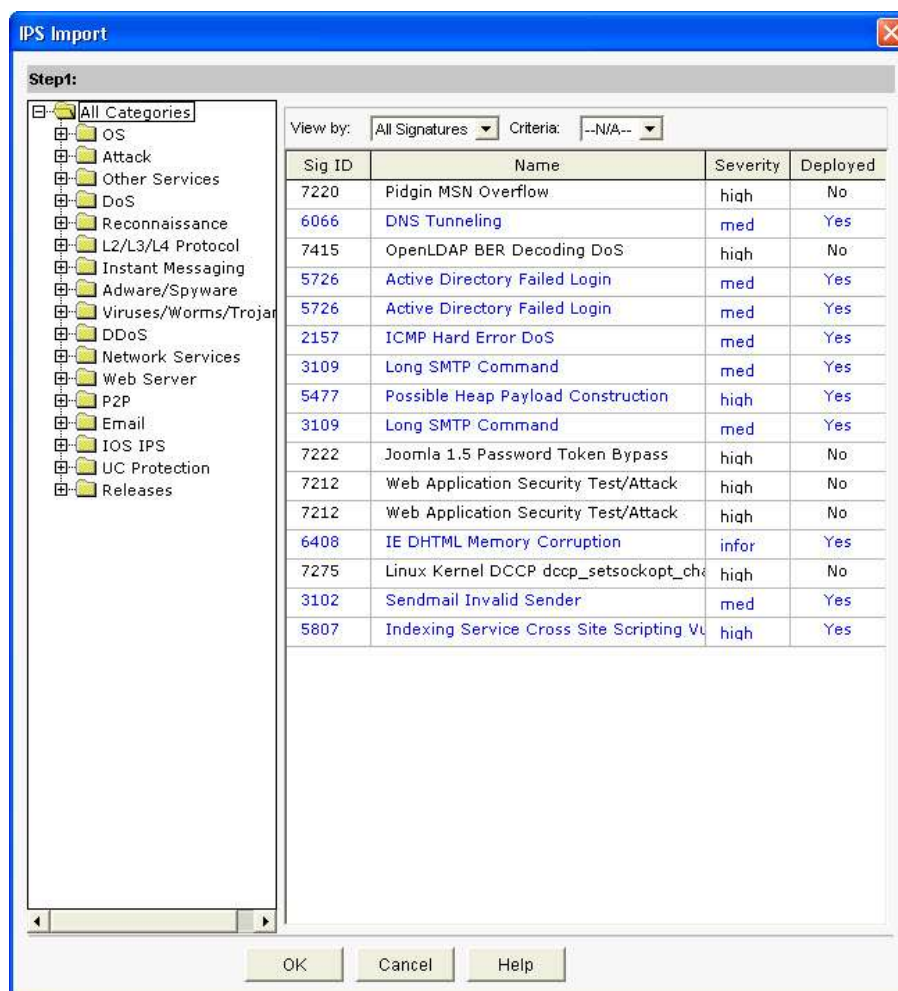 IPS Import
Step1:
All Categories
OS
Attack
Other Services
DoS
Reconnaissance
L2/L3/L4 Protocol
Instant Messaging
Adware/Spyware
Viruses/Worms/Trojan
DDoS
Network Services
Web Server
P2P
Email
IOS IPS
UC Protection
Releases
View by: All Signatures Criteria: --N/A--
Sig ID Name Severity Deployed
7220 Pidgin MSN Overflow high No
6066 DNS Tunneling med Yes
7415 OpenLDAP BER Decoding DoS high No
5726 Active Directory Failed Login med Yes
5726 Active Directory Failed Login med Yes
2157 ICMP Hard Error DoS med Yes
3109 Long SMTP Command med Yes
5477 Possible Heap Payload Construction high Yes
3109 Long SMTP Command med Yes
7222 Joomla 1.5 Password Token Bypass high No
7212 Web Application Security Test/Attack high No
7212 Web Application Security Test/Attack high No
6408 IE DHTML Memory Corruption infor Yes
7275 Linux Kernel DCCP dccp_setsockopt_cha high No
3102 Sendmail Invalid Sender med Yes
5807 Indexing Service Cross Site Scripting Vu high Yes
OK Cancel Help